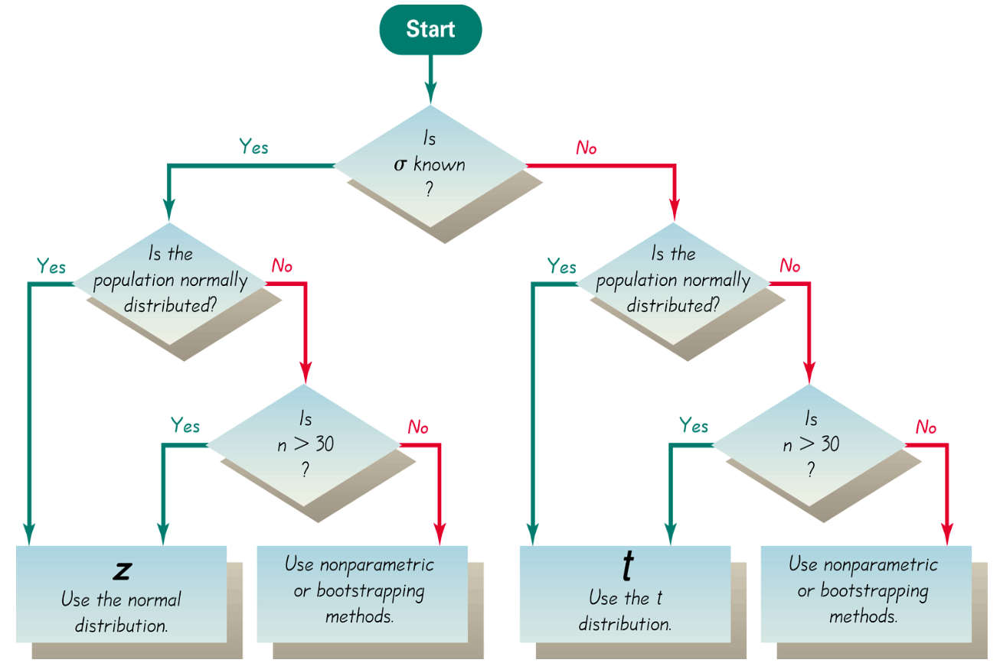 Start
Is
σ known
?
Yes
No
Is the
population normally
distributed?
Yes
No
Is the
population normally
distributed?
Yes
No
Is
n > 30
?
Yes
No
Is
n > 30
?
Yes
No
z
Use the normal
distribution.
Use nonparametric
or bootstrapping
methods.
t
Use the t
distribution.
Use nonparametric
or bootstrapping
methods.